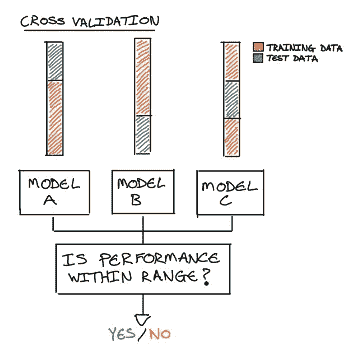 CROSS VALIDATION
TRAINING DATA
TEST DATA
MODEL
A
MODEL
B
MODEL
C
IS PERFORMANCE
WITHIN RANGE?
YES/NO